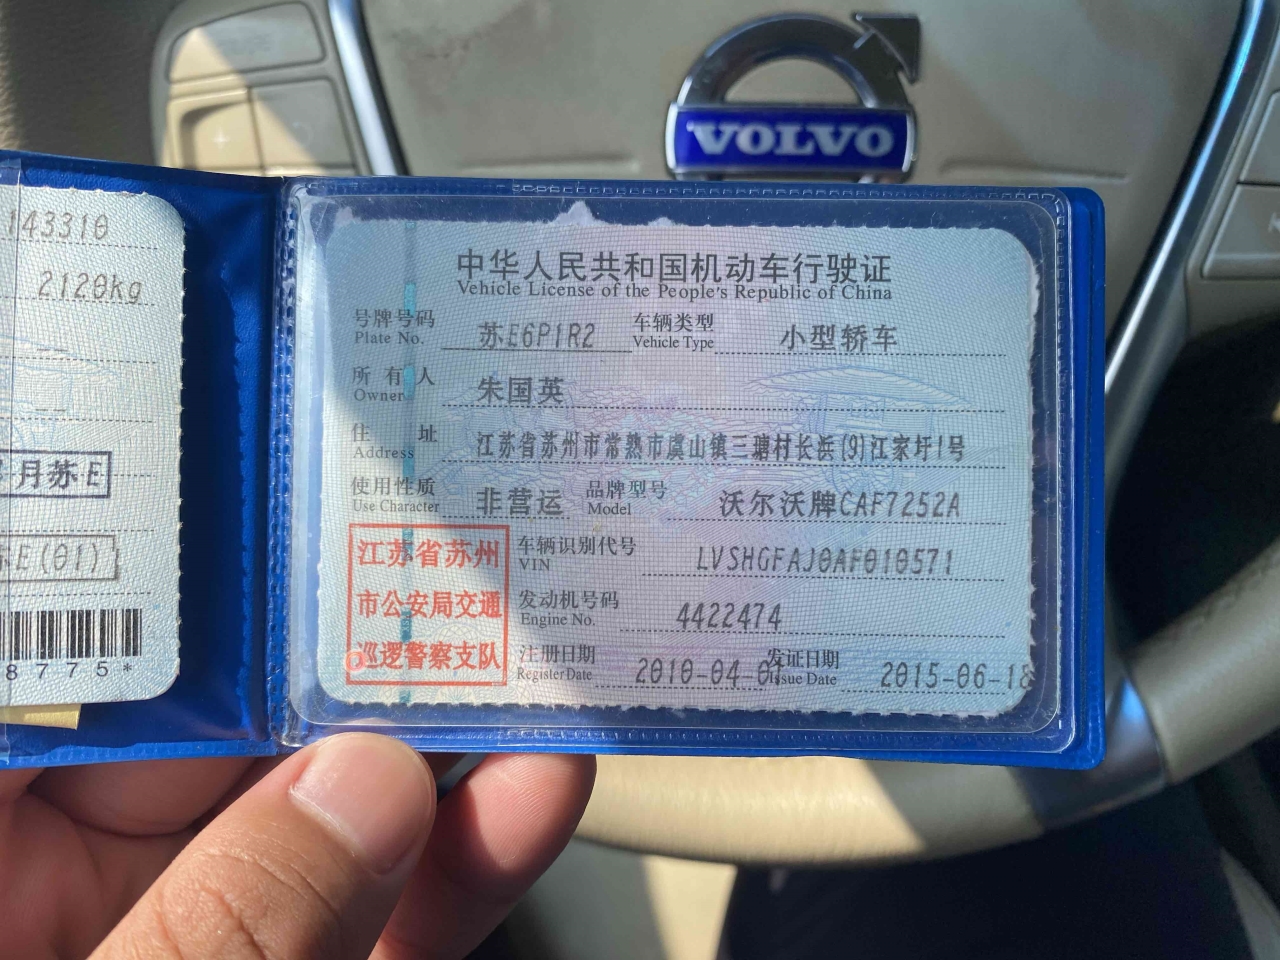 VOLVO
143310
2120kg
月苏E
E(01)
8775*
中华人民共和国机动车行驶证
Vehicle License of the People's Republic of China
号牌号码 苏E6P1R2 车辆类型 小型轿车
Plate No. Vehicle Type
所有人 朱国英
Owner
住址 江苏省苏州市常熟市虞山镇三塘村长浜(9)江家圩1号
Address
使用性质 非营运 品牌型号 沃尔沃牌CAF7252A
Use Character Model
江苏省苏州
市公安局交通
巡逻警察支队
车辆识别代号 LVSHGFAJ0AF010571
VIN
发动机号码 4422474
Engine No.
注册日期 2010-04-0 发证日期 2015-06-18
Register Date Issue Date